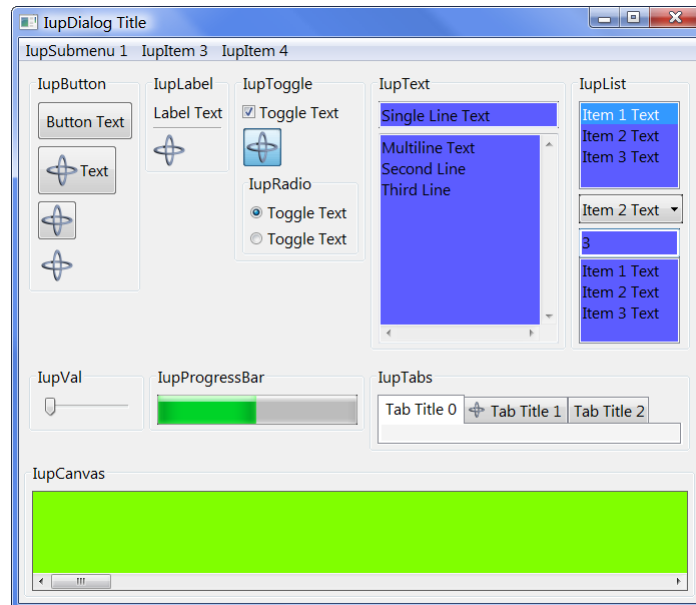 IupDialog Title
IupSubmenu 1 IupItem 3 IupItem 4
IupButton
Button Text
Text
IupLabel
Label Text
IupToggle
Toggle Text
IupRadio
Toggle Text
Toggle Text
IupText
Single Line Text
Multiline Text
Second Line
Third Line
IupList
Item 1 Text
Item 2 Text
Item 3 Text
Item 2 Text
3
Item 1 Text
Item 2 Text
Item 3 Text
IupVal
IupProgressBar
IupTabs
Tab Title 0 Tab Title 1 Tab Title 2
IupCanvas